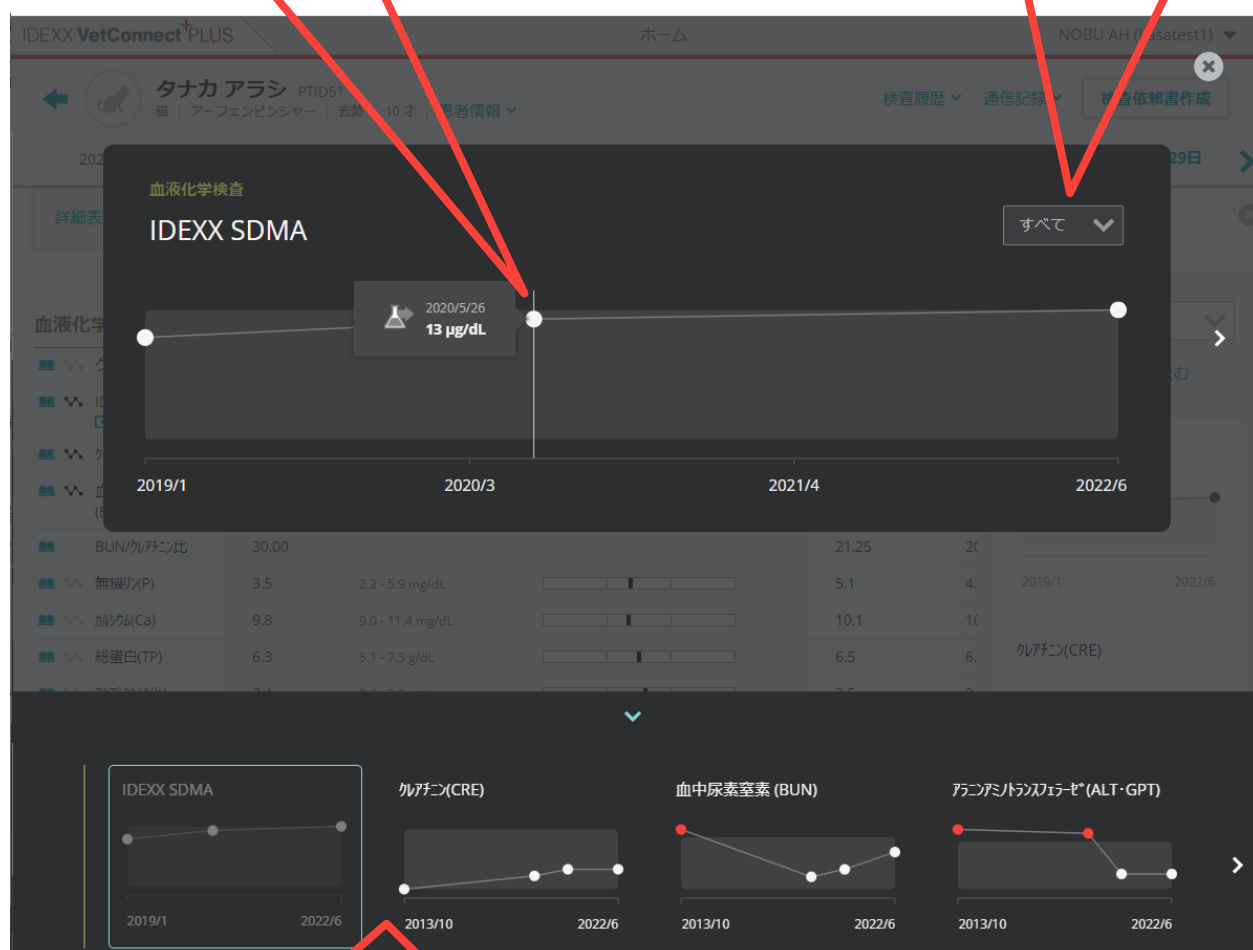 IDEXX VetConnect PLUS
ホーム
NOBU AH
タナカ アラシ PTID51
猫 | アーフェンピンシャー | 去勢 10才 患者情報
検査履歴
通信記録
検査依頼書作成
29日
血液化学検査
IDEXX SDMA
すべて
2020/5/26
13 µg/dL
2019/1
2020/3
2021/4
2022/6
BUN/ｸﾚｱﾁﾆﾝ比 30.00 21.25
無機ﾘﾝ(P) 3.5 2.2 - 5.9 mg/dL 5.1
ｶﾙｼｳﾑ(Ca) 9.8 9.0 - 11.4 mg/dL 10.1
総蛋白(TP) 6.3 5.1 - 7.5 g/dL 6.5
2019/1 2022/6
ｸﾚｱﾁﾆﾝ(CRE)
IDEXX SDMA
2019/1 2022/6
ｸﾚｱﾁﾆﾝ(CRE)
2013/10 2022/6
血中尿素窒素 (BUN)
2013/10 2022/6
ｱﾗﾆﾝｱﾐﾉﾄﾗﾝｽﾌｪﾗｰｾﾞ(ALT･GPT)
2013/10 2022/6